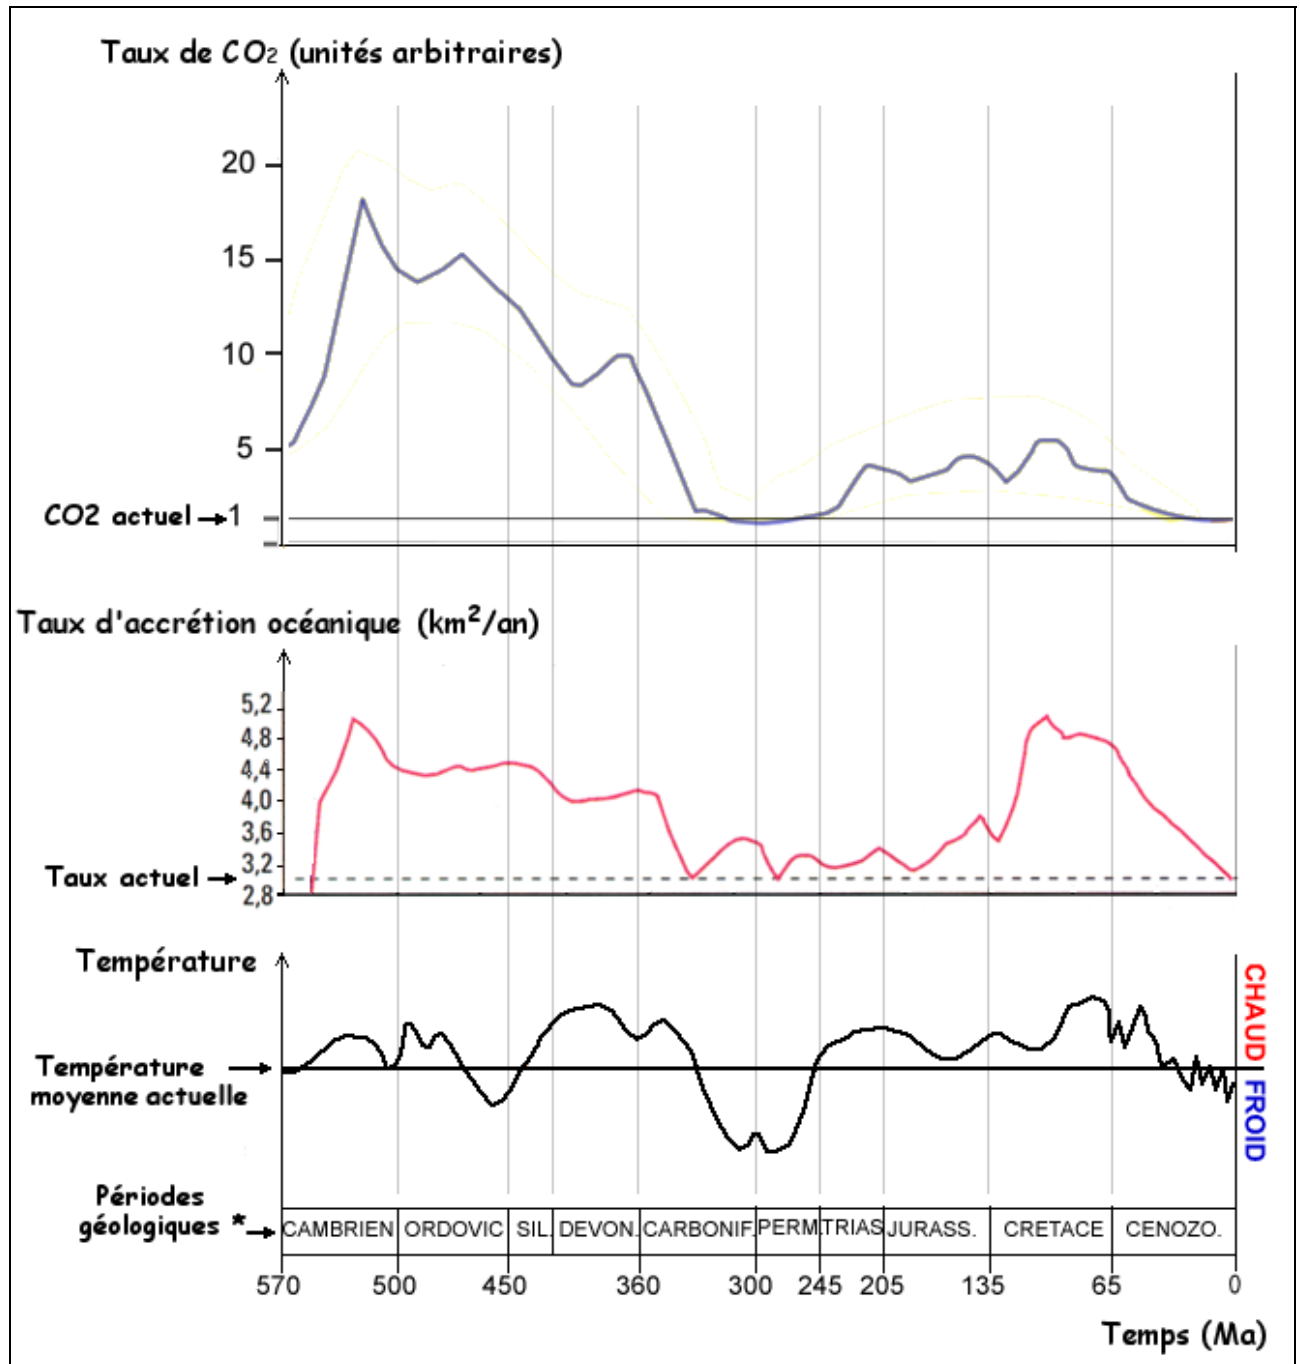 Taux de CO2 (unités arbitraires)
20
15
10
5
CO2 actuel 1
Taux d'accrétion océanique (km²/an)
5,2
4,8
4,4
4,0
3,6
3,2
Taux actuel
2,8
Température
CHAUD
Température
moyenne actuelle
FROID
Périodes
géologiques *
CAMBRIEN ORDOVIC SIL. DEVON. CARBONIF. PERM. TRIAS JURASS. CRETACE CENOZO.
570 500 450 360 300 245 205 135 65 0
Temps (Ma)